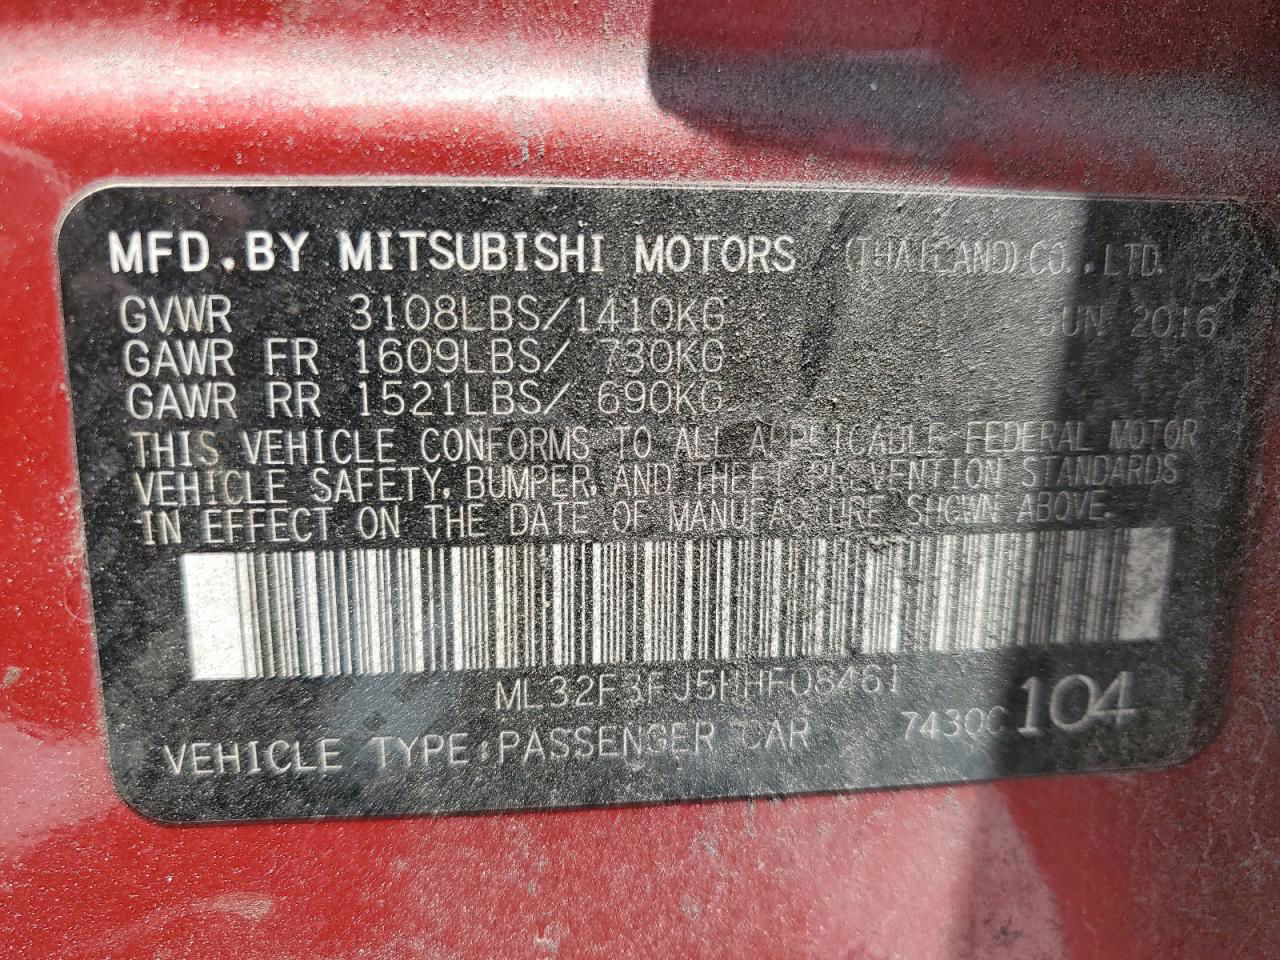 MFD.BY MITSUBISHI MOTORS (THAILAND) CO.,LTD.
GVWR 3108LBS/1410KG JUN 2016
GAWR FR 1609LBS/ 730KG
GAWR RR 1521LBS/ 690KG
THIS VEHICLE CONFORMS TO ALL APPLICABLE FEDERAL MOTOR
VEHICLE SAFETY, BUMPER, AND THEFT PREVENTION STANDARDS
IN EFFECT ON THE DATE OF MANUFACTURE SHOWN ABOVE.
ML32F3FJ5HHF08461
7430C 104
VEHICLE TYPE:PASSENGER CAR